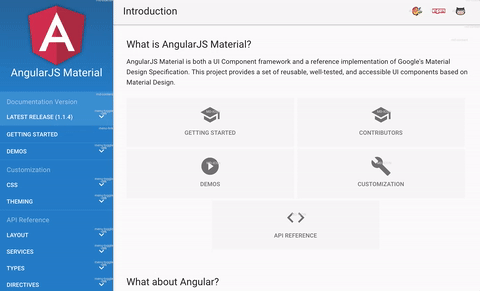 Introduction
AngularJS Material
Documentation Version
LATEST RELEASE (1.1.4)
GETTING STARTED
DEMOS
Customization
CSS
THEMING
API Reference
LAYOUT
SERVICES
TYPES
DIRECTIVES
What is AngularJS Material?
AngularJS Material is both a UI Component framework and a reference implementation of Google's Material
Design Specification. This project provides a set of reusable, well-tested, and accessible UI components based on
Material Design.
GETTING STARTED
CONTRIBUTORS
DEMOS
CUSTOMIZATION
API REFERENCE
What about Angular?